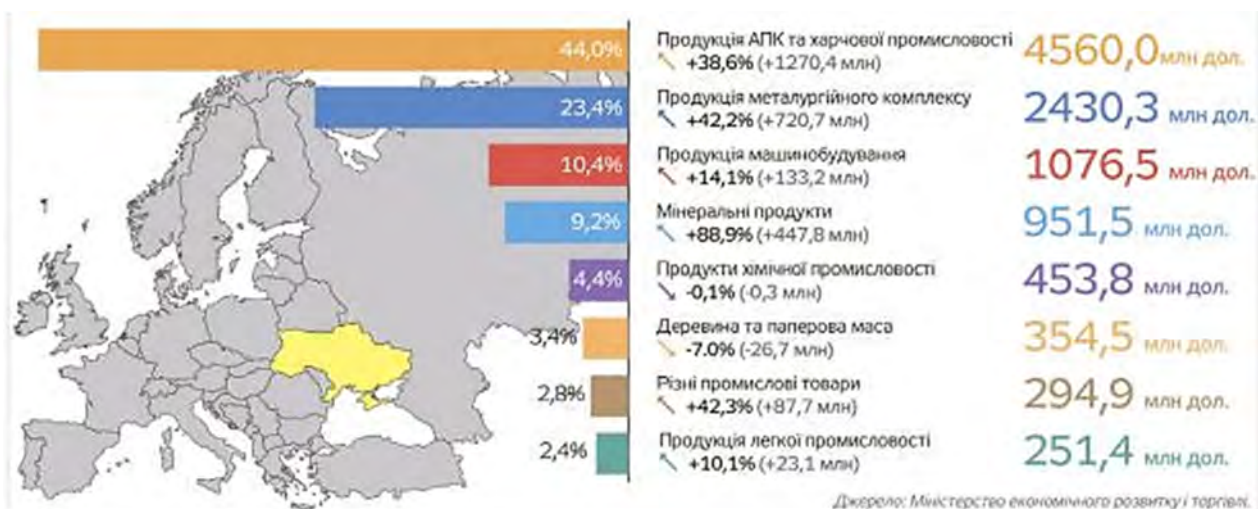 44,0%
Продукція АПК та харчової промисловості
+38,6% (+1270,4 млн)
4560,0 млн дол.
23,4%
Продукція металургійного комплексу
+42,2% (+720,7 млн)
2430,3 млн дол.
10,4%
Продукція машинобудування
+14,1% (+133,2 млн)
1076,5 млн дол.
9,2%
Мінеральні продукти
+88,9% (+447,8 млн)
951,5 млн дол.
4,4%
Продукти хімічної промисловості
-0,1% (-0,3 млн)
453,8 млн дол.
3,4%
Деревина та паперова маса
-7.0% (-26,7 млн)
354,5 млн дол.
2,8%
Різні промислові товари
+42,3% (+87,7 млн)
294,9 млн дол.
2,4%
Продукція легкої промисловості
+10,1% (+23,1 млн)
251,4 млн дол.
Джерело: Міністерство економічного розвитку і торгівлі.